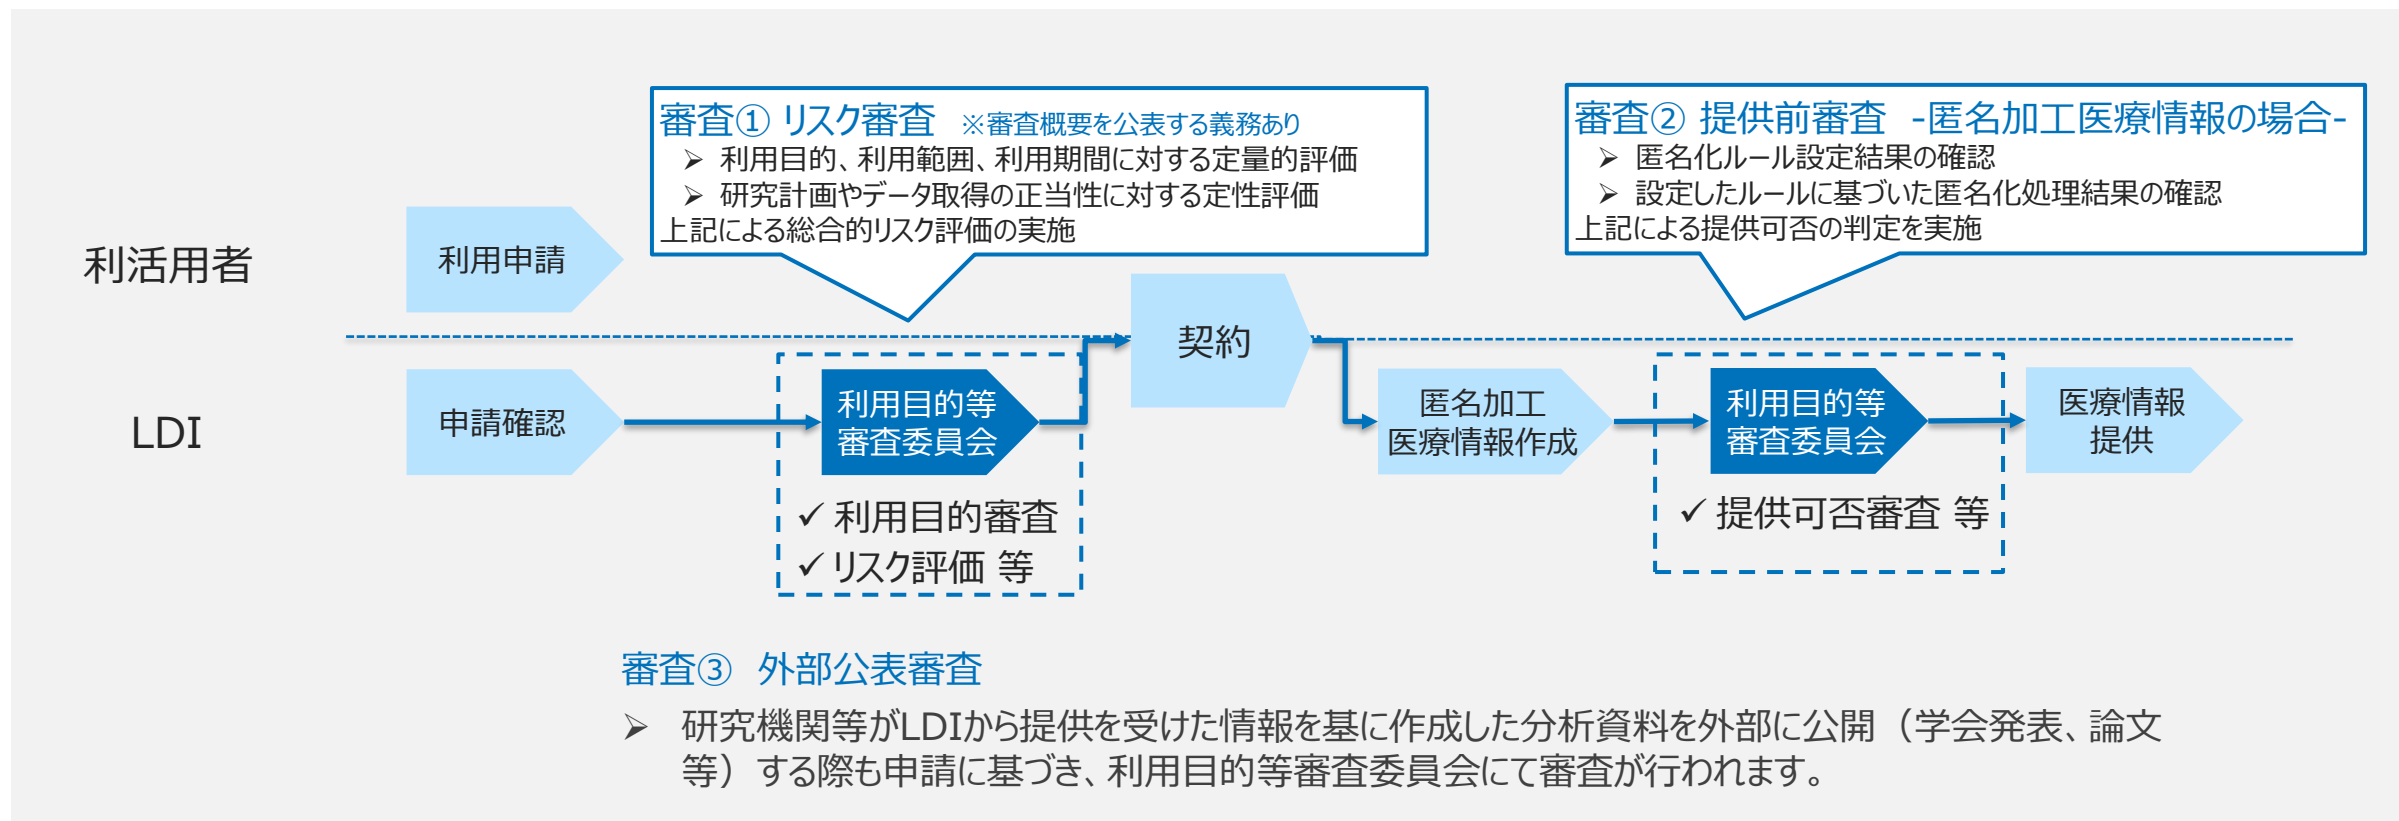 審査① リスク審査 ※審査概要を公表する義務あり
➢ 利用目的、利用範囲、利用期間に対する定量的評価
➢ 研究計画やデータ取得の正当性に対する定性評価
上記による総合的リスク評価の実施
審査② 提供前審査 -匿名加工医療情報の場合-
➢ 匿名化ルール設定結果の確認
➢ 設定したルールに基づいた匿名化処理結果の確認
上記による提供可否の判定を実施
利活用者
利用申請
契約
LDI
申請確認
利用目的等
審査委員会
✓ 利用目的審査
✓ リスク評価 等
匿名加工
医療情報作成
利用目的等
審査委員会
✓ 提供可否審査 等
医療情報
提供
審査③ 外部公表審査
➢ 研究機関等がLDIから提供を受けた情報を基に作成した分析資料を外部に公開（学会発表、論文
等）する際も申請に基づき、利用目的等審査委員会にて審査が行われます。